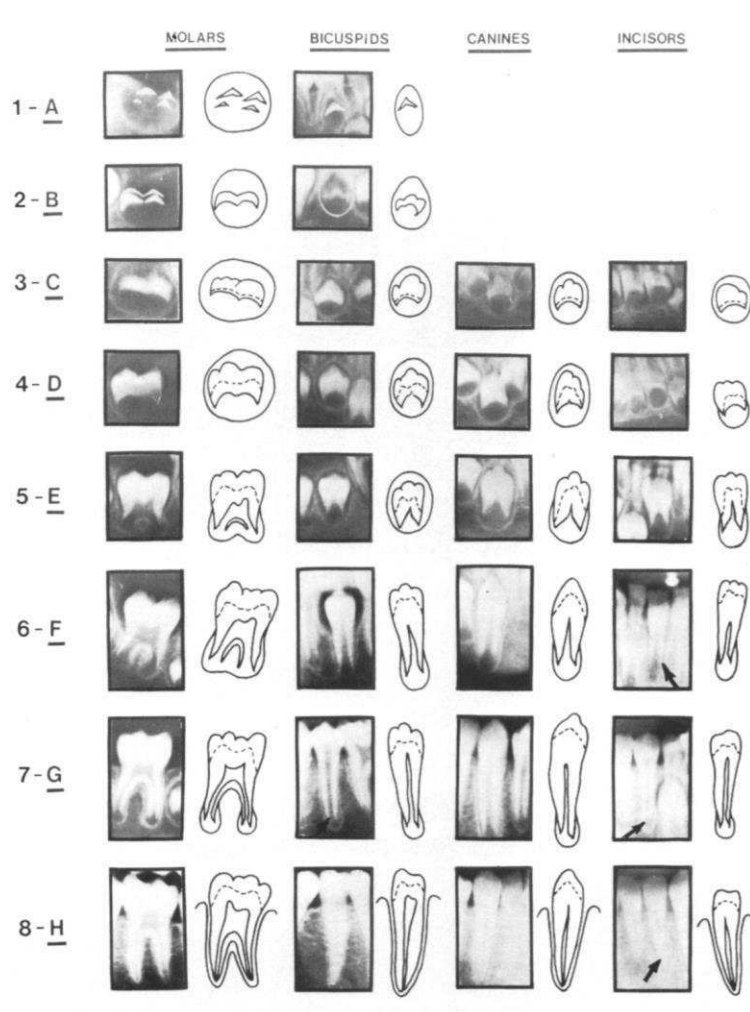 MOLARS BICUSPIDS CANINES INCISORS
1 - A
2 - B
3 - C
4 - D
5 - E
6 - F
7 - G
8 - H